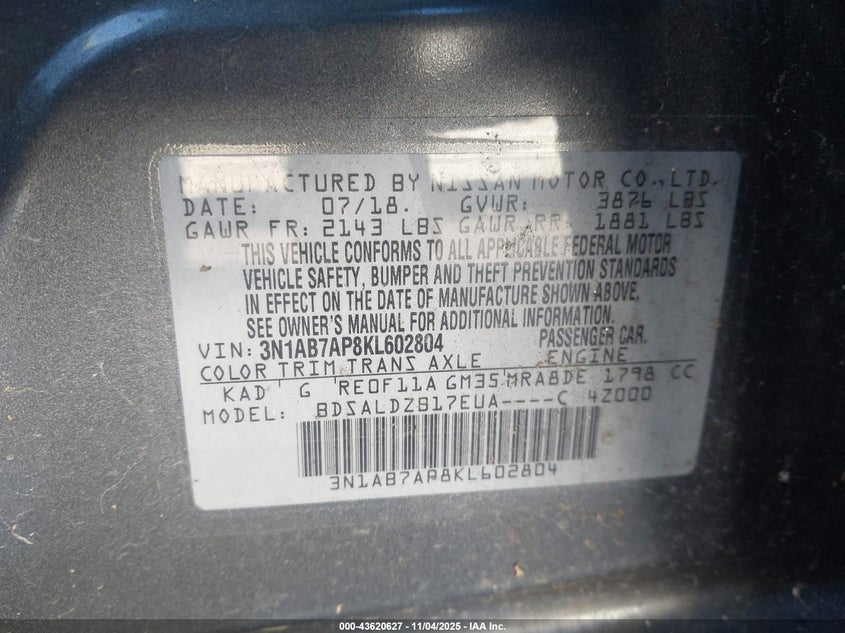 MANUFACTURED BY NISSAN MOTOR CO., LTD.
DATE: 07/18. GVWR: 3876 LBS
GAWR FR: 2143 LBS GAWR RR: 1881 LBS
THIS VEHICLE CONFORMS TO ALL APPLICABLE FEDERAL MOTOR
VEHICLE SAFETY, BUMPER AND THEFT PREVENTION STANDARDS
IN EFFECT ON THE DATE OF MANUFACTURE SHOWN ABOVE.
SEE OWNER'S MANUAL FOR ADDITIONAL INFORMATION.
VIN: 3N1AB7AP8KL602804 PASSENGER CAR.
COLOR TRIM TRANS AXLE ENGINE
KAD G RE0F11A GM35 MRA8DE 1798 CC
MODEL: BDSALDZB17EUA----C 4Z000
3N1AB7AP8KL602804
000-43620627 - 11/04/2025 - IAA Inc.